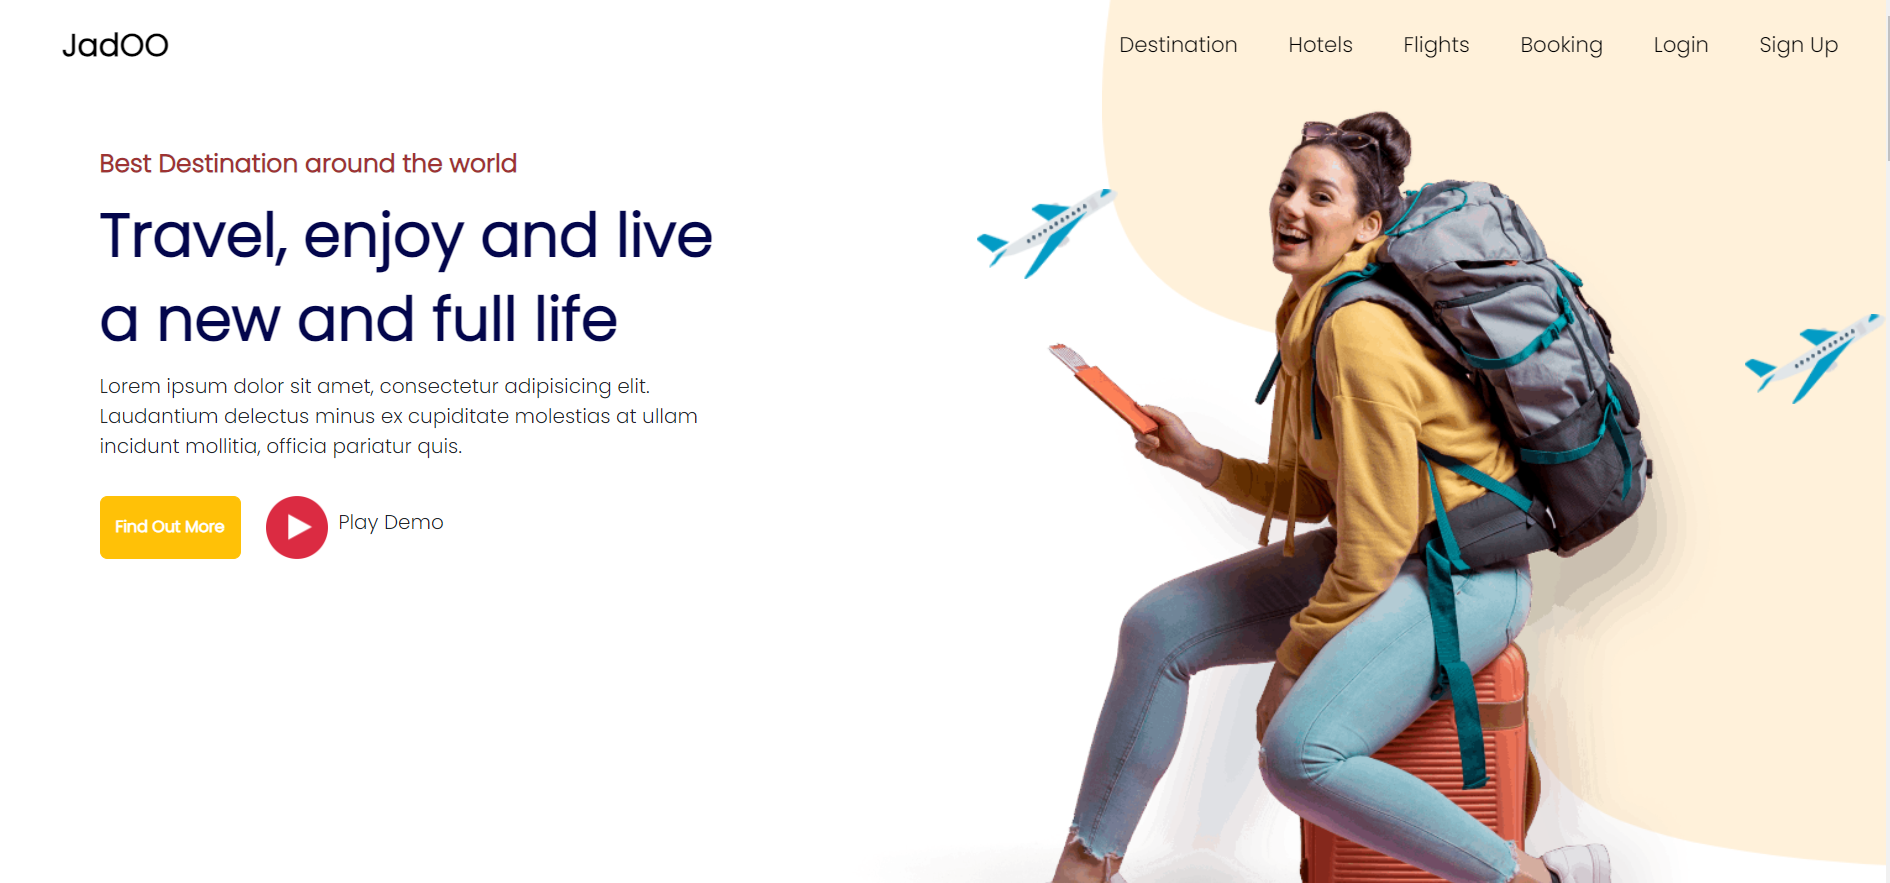 JadOO
Destination Hotels Flights Booking Login Sign Up
Best Destination around the world
Travel, enjoy and live
a new and full life
Lorem ipsum dolor sit amet, consectetur adipisicing elit.
Laudantium delectus minus ex cupiditate molestias at ullam
incidunt mollitia, officia pariatur quis.
Find Out More
Play Demo